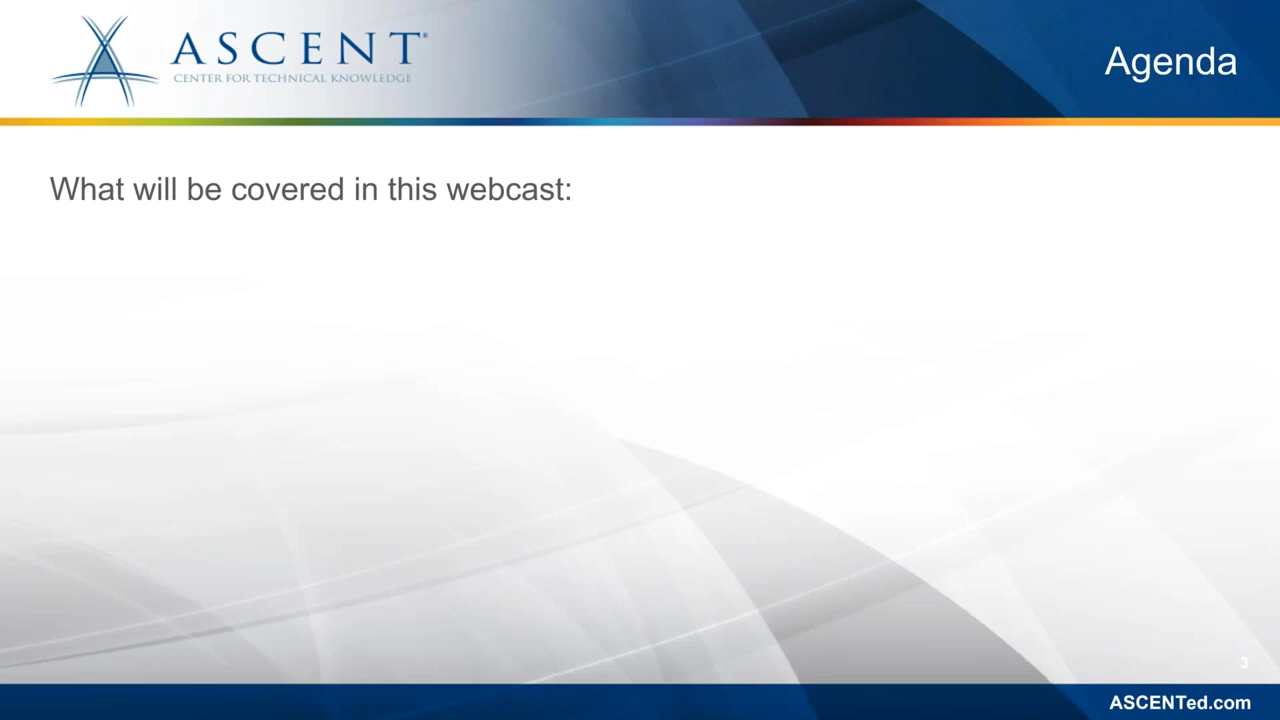 ASCENT®
CENTER FOR TECHNICAL KNOWLEDGE
Agenda
What will be covered in this webcast:
3
ASCENTed.com